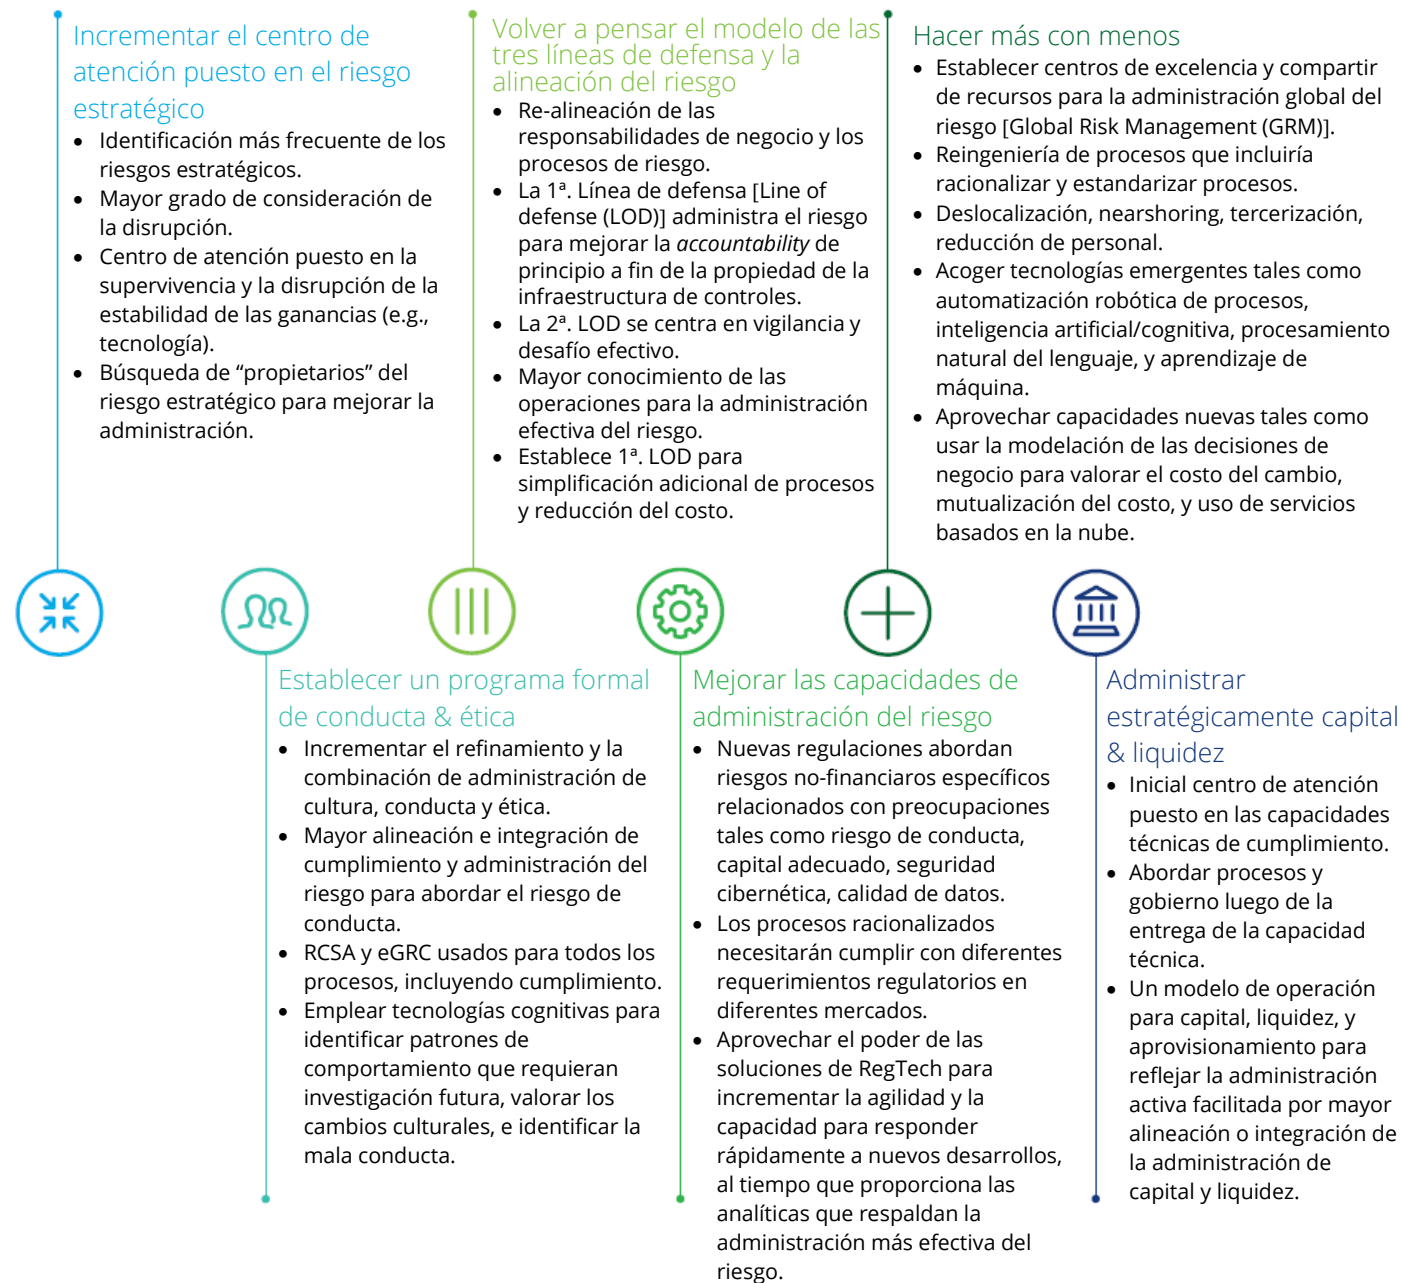 Incrementar el centro de
atención puesto en el riesgo
estratégico
• Identificación más frecuente de los
riesgos estratégicos.
• Mayor grado de consideración de
la disrupción.
• Centro de atención puesto en la
supervivencia y la disrupción de la
estabilidad de las ganancias (e.g.,
tecnología).
• Búsqueda de “propietarios” del
riesgo estratégico para mejorar la
administración.
Volver a pensar el modelo de las
tres líneas de defensa y la
alineación del riesgo
• Re-alineación de las
responsabilidades de negocio y los
procesos de riesgo.
• La 1ª. Línea de defensa [Line of
defense (LOD)] administra el riesgo
para mejorar la accountability de
principio a fin de la propiedad de la
infraestructura de controles.
• La 2ª. LOD se centra en vigilancia y
desafío efectivo.
• Mayor conocimiento de las
operaciones para la administración
efectiva del riesgo.
• Establece 1ª. LOD para
simplificación adicional de procesos
y reducción del costo.
Hacer más con menos
• Establecer centros de excelencia y compartir
de recursos para la administración global del
riesgo [Global Risk Management (GRM)].
• Reingeniería de procesos que incluiría
racionalizar y estandarizar procesos.
• Deslocalización, nearshoring, tercerización,
reducción de personal.
• Acoger tecnologías emergentes tales como
automatización robótica de procesos,
inteligencia artificial/cognitiva, procesamiento
natural del lenguaje, y aprendizaje de
máquina.
• Aprovechar capacidades nuevas tales como
usar la modelación de las decisiones de
negocio para valorar el costo del cambio,
mutualización del costo, y uso de servicios
basados en la nube.
Establecer un programa formal
de conducta & ética
• Incrementar el refinamiento y la
combinación de administración de
cultura, conducta y ética.
• Mayor alineación e integración de
cumplimiento y administración del
riesgo para abordar el riesgo de
conducta.
• RCSA y eGRC usados para todos los
procesos, incluyendo cumplimiento.
• Emplear tecnologías cognitivas para
identificar patrones de
comportamiento que requieran
investigación futura, valorar los
cambios culturales, e identificar la
mala conducta.
Mejorar las capacidades de
administración del riesgo
• Nuevas regulaciones abordan
riesgos no-financiaros específicos
relacionados con preocupaciones
tales como riesgo de conducta,
capital adecuado, seguridad
cibernética, calidad de datos.
• Los procesos racionalizados
necesitarán cumplir con diferentes
requerimientos regulatorios en
diferentes mercados.
• Aprovechar el poder de las
soluciones de RegTech para
incrementar la agilidad y la
capacidad para responder
rápidamente a nuevos desarrollos,
al tiempo que proporciona las
analíticas que respaldan la
administración más efectiva del
riesgo.
Administrar
estratégicamente capital
& liquidez
• Inicial centro de atención
puesto en las capacidades
técnicas de cumplimiento.
• Abordar procesos y
gobierno luego de la
entrega de la capacidad
técnica.
• Un modelo de operación
para capital, liquidez, y
aprovisionamiento para
reflejar la administración
activa facilitada por mayor
alineación o integración de
la administración de
capital y liquidez.